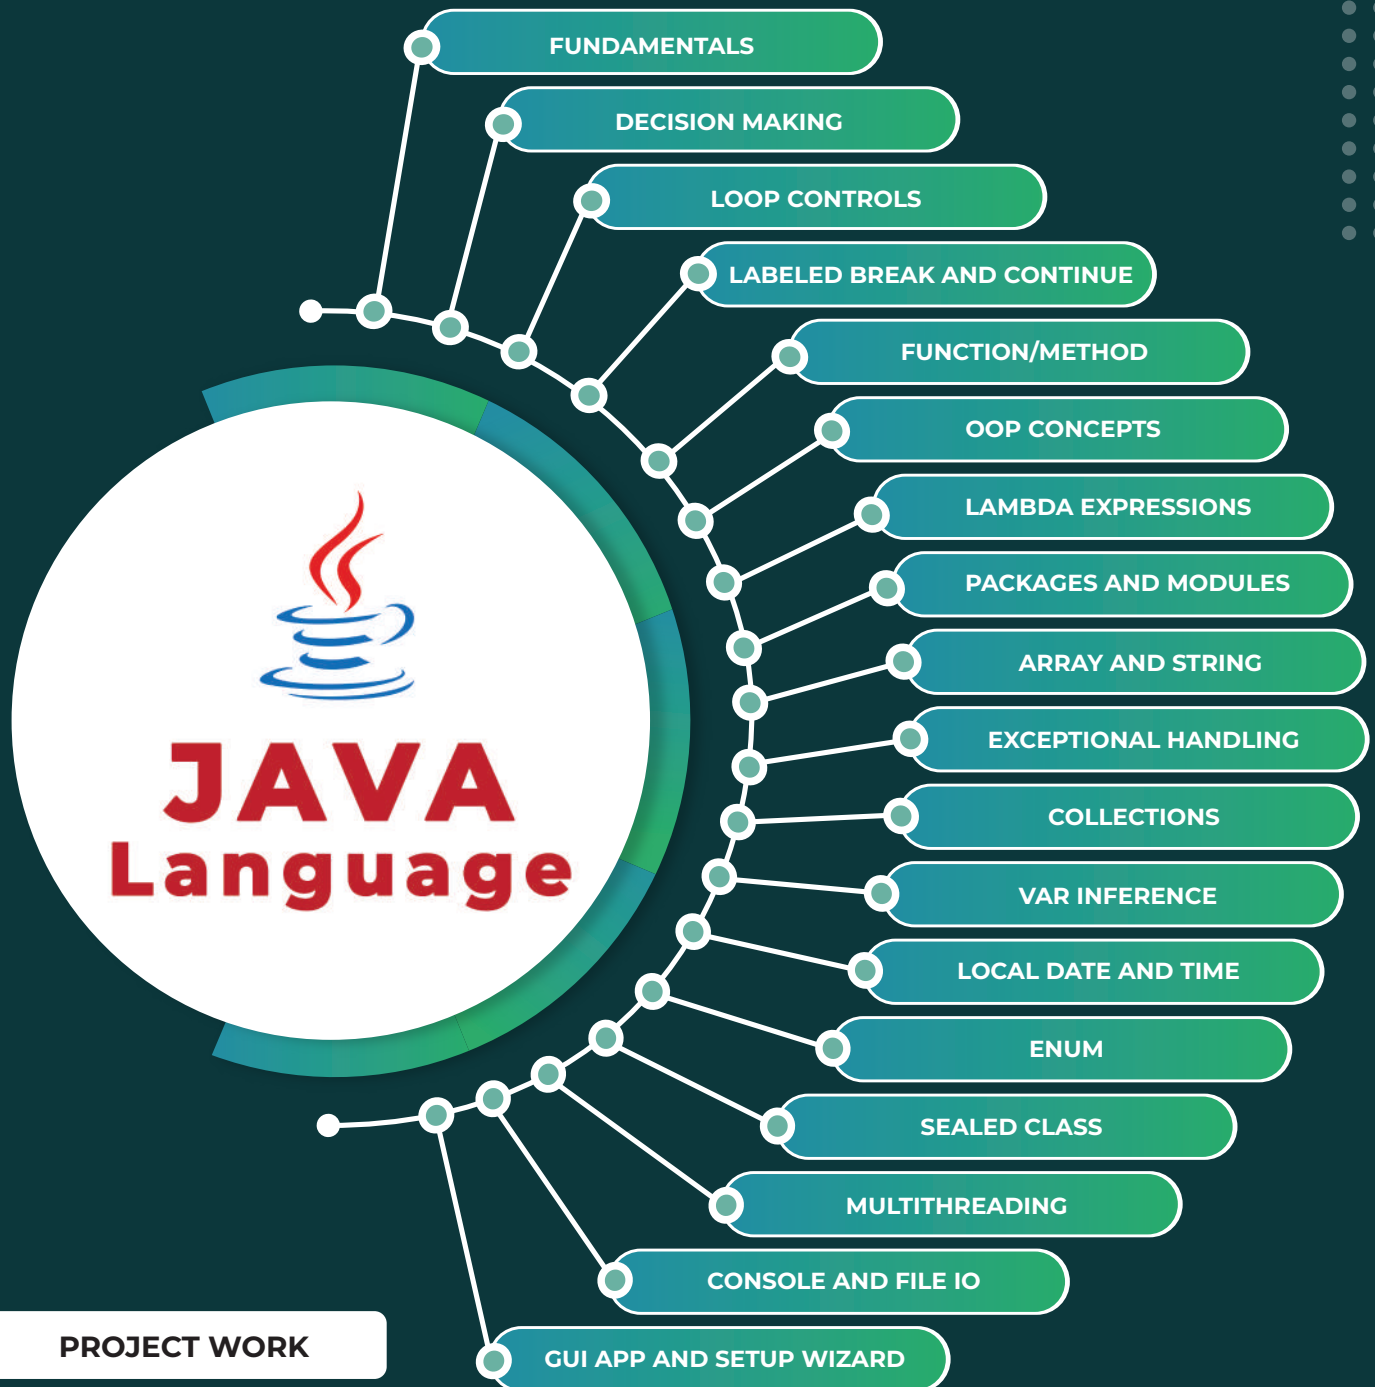 FUNDAMENTALS
DECISION MAKING
LOOP CONTROLS
LABELED BREAK AND CONTINUE
FUNCTION/METHOD
OOP CONCEPTS
LAMBDA EXPRESSIONS
PACKAGES AND MODULES
ARRAY AND STRING
EXCEPTIONAL HANDLING
COLLECTIONS
VAR INFERENCE
LOCAL DATE AND TIME
ENUM
SEALED CLASS
MULTITHREADING
CONSOLE AND FILE IO
GUI APP AND SETUP WIZARD
JAVA
Language
PROJECT WORK